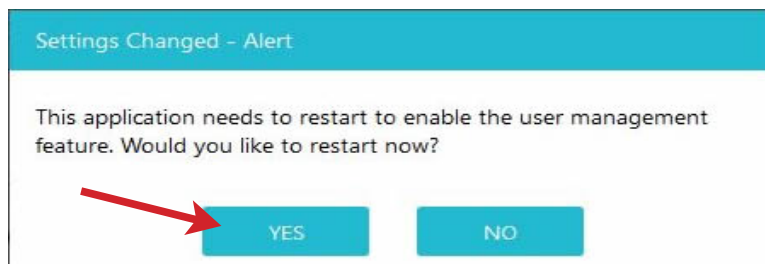 Settings Changed - Alert
This application needs to restart to enable the user management
feature. Would you like to restart now?
YES
NO